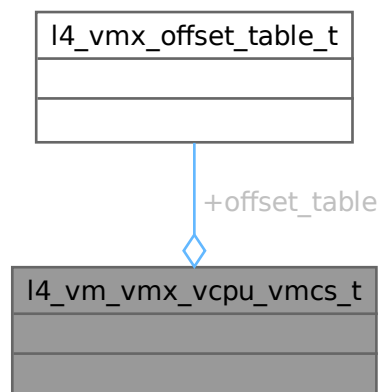 l4_vmx_offset_table_t
+offset_table
l4_vm_vmx_vcpu_vmcs_t